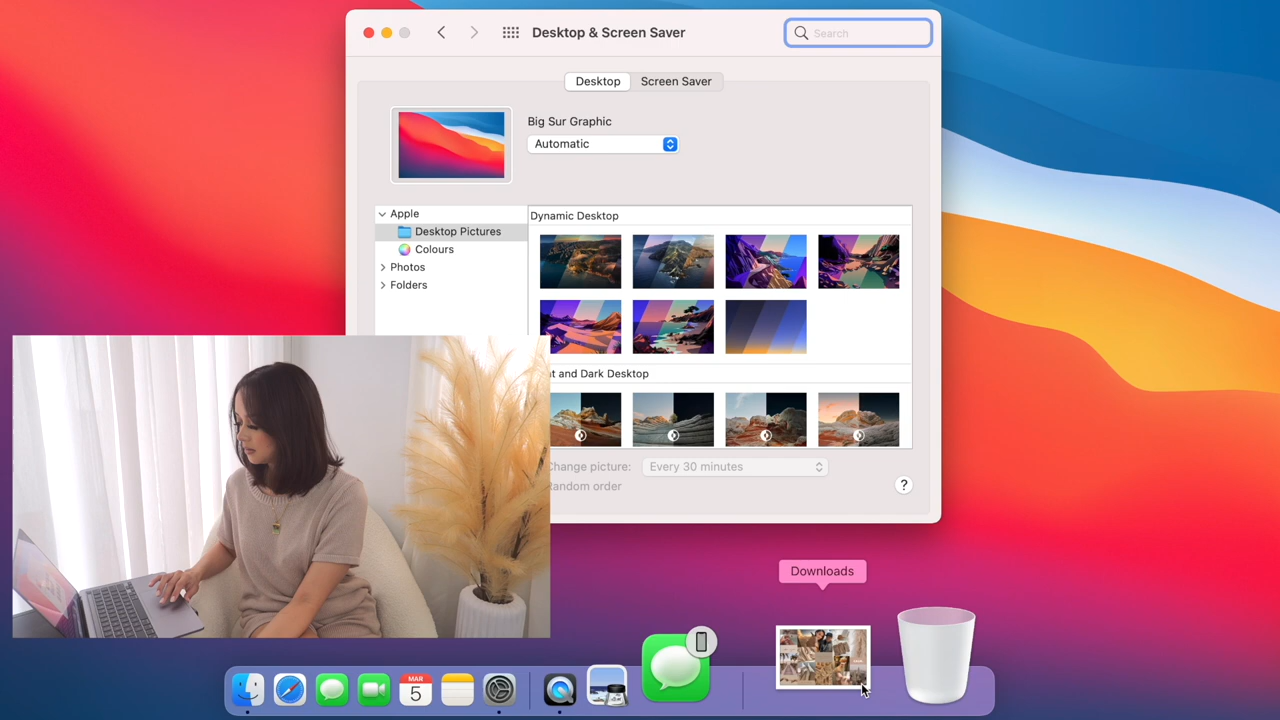 Desktop & Screen Saver
Search
Desktop
Screen Saver
Big Sur Graphic
Automatic
Apple
Desktop Pictures
Colours
Photos
Folders
Dynamic Desktop
and Dark Desktop
Change picture:
Every 30 minutes
Random order
?
Downloads
MAR
5